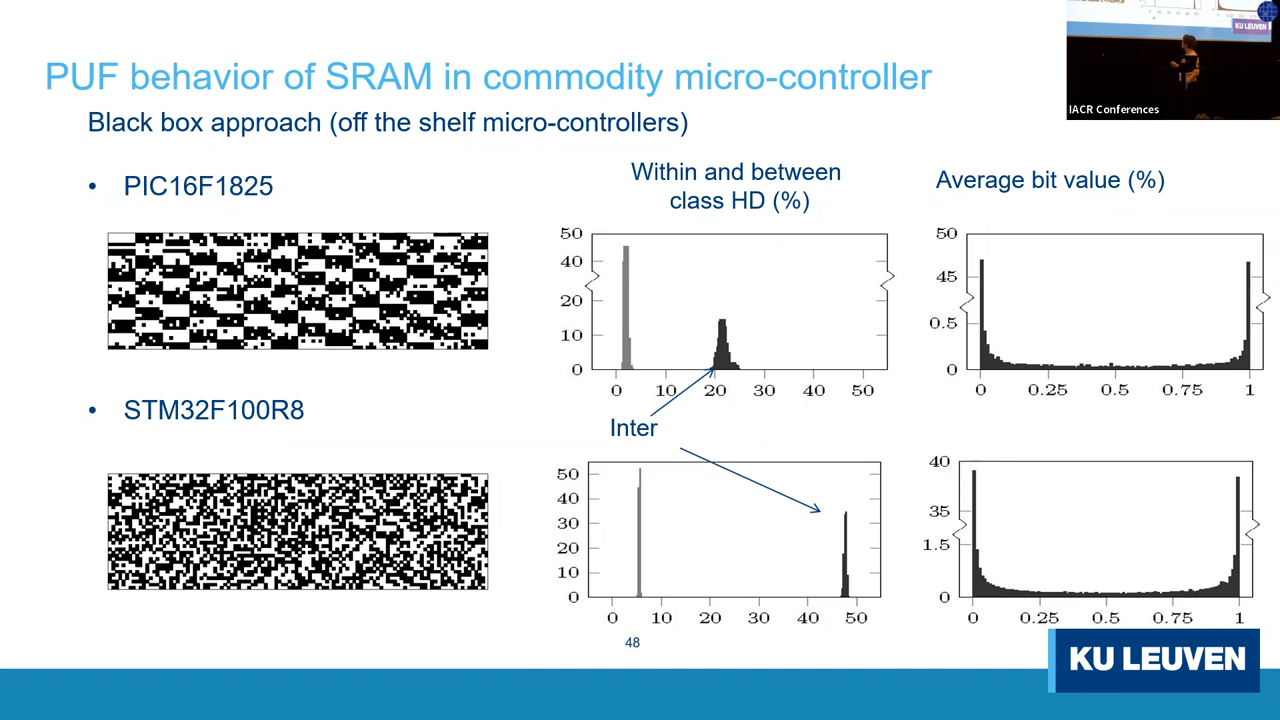 PUF behavior of SRAM in commodity micro-controller
Black box approach (off the shelf micro-controllers)
IACR Conferences
KU LEUVEN
• PIC16F1825
Within and between
class HD (%)
Average bit value (%)
50
40
20
10
0
0 10 20 30 40 50
50
45
0.5
0
0 0.25 0.5 0.75 1
Inter
• STM32F100R8
50
40
30
20
10
0
0 10 20 30 40 50
40
35
1.5
0
0 0.25 0.5 0.75 1
48
KU LEUVEN